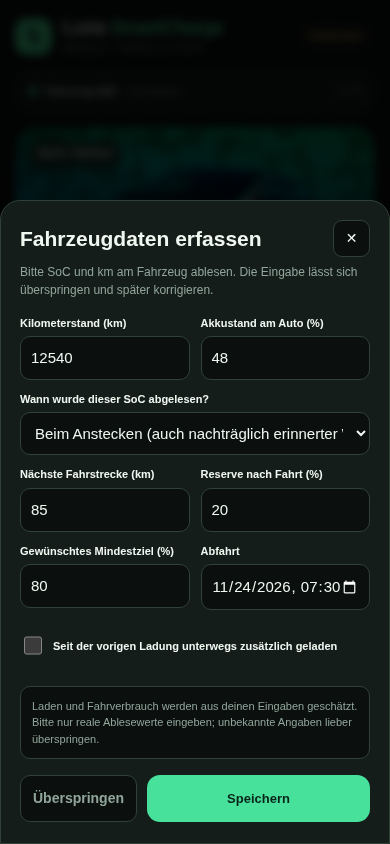 Fahrzeugdaten erfassen
×
Bitte SoC und km am Fahrzeug ablesen. Die Eingabe lässt sich
überspringen und später korrigieren.
Kilometerstand (km)
Akkustand am Auto (%)
12540
48
Wann wurde dieser SoC abgelesen?
Beim Anstecken (auch nachträglich erinnerter
Nächste Fahrstrecke (km)
Reserve nach Fahrt (%)
85
20
Gewünschtes Mindestziel (%)
Abfahrt
80
11/24/2026, 07:30
Seit der vorigen Ladung unterwegs zusätzlich geladen
Laden und Fahrverbrauch werden aus deinen Eingaben geschätzt.
Bitte nur reale Ablesewerte eingeben; unbekannte Angaben lieber
überspringen.
Überspringen
Speichern